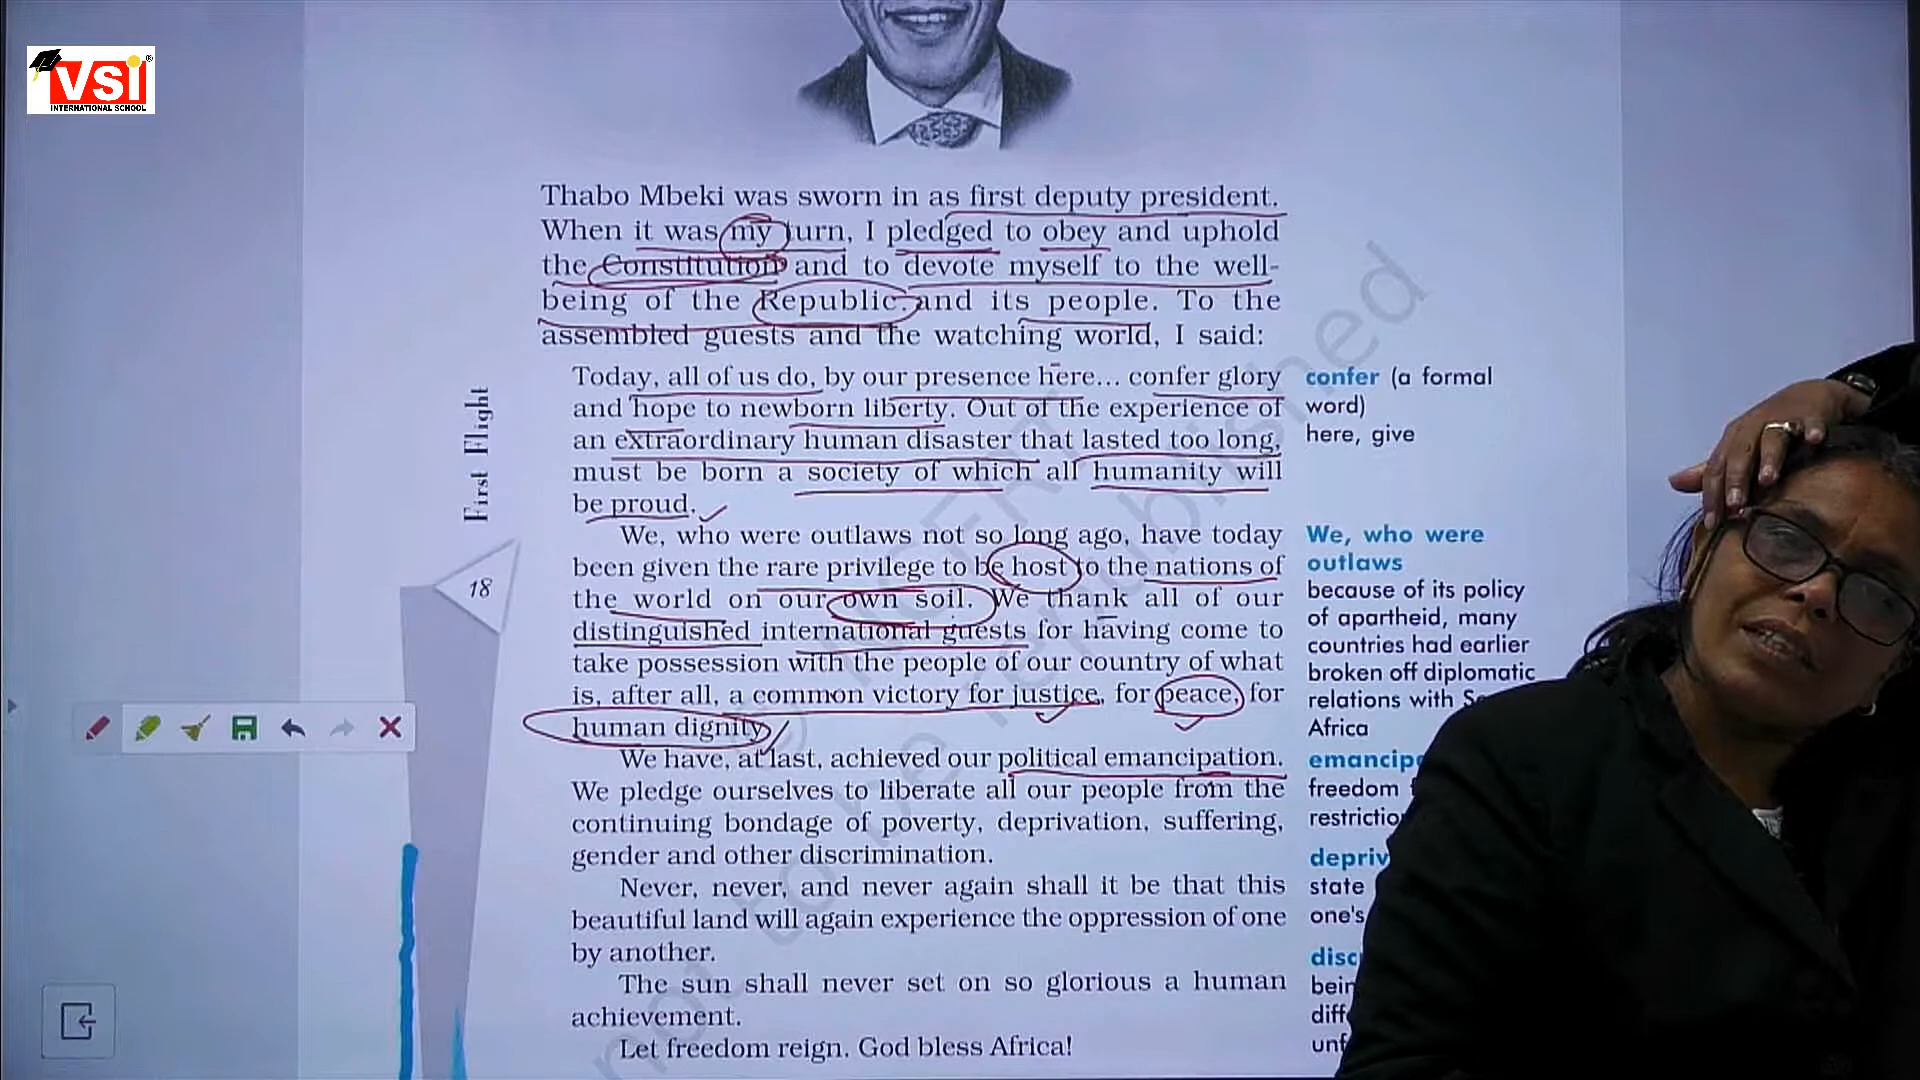 VSI
INTERNATIONAL SCHOOL
Thabo Mbeki was sworn in as first deputy president.
When it was my turn, I pledged to obey and uphold
the Constitution and to devote myself to the well-
being of the Republic and its people. To the
assembled guests and the watching world, I said:
Today, all of us do, by our presence here... confer glory
and hope to newborn liberty. Out of the experience of
an extraordinary human disaster that lasted too long,
must be born a society of which all humanity will
be proud.
We, who were outlaws not so long ago, have today
been given the rare privilege to be host to the nations of
the world on our own soil. We thank all of our
distinguished international guests for having come to
take possession with the people of our country of what
is, after all, a common victory for justice, for peace, for
human dignity.
We have, at last, achieved our political emancipation.
We pledge ourselves to liberate all our people from the
continuing bondage of poverty, deprivation, suffering,
gender and other discrimination.
Never, never, and never again shall it be that this
beautiful land will again experience the oppression of one
by another.
The sun shall never set on so glorious a human
achievement.
Let freedom reign. God bless Africa!
confer (a formal
word)
here, give
We, who were
outlaws
because of its policy
of apartheid, many
countries had earlier
broken off diplomatic
relations with
Africa
freedom
state
one's
First Flight
18
not to be republished